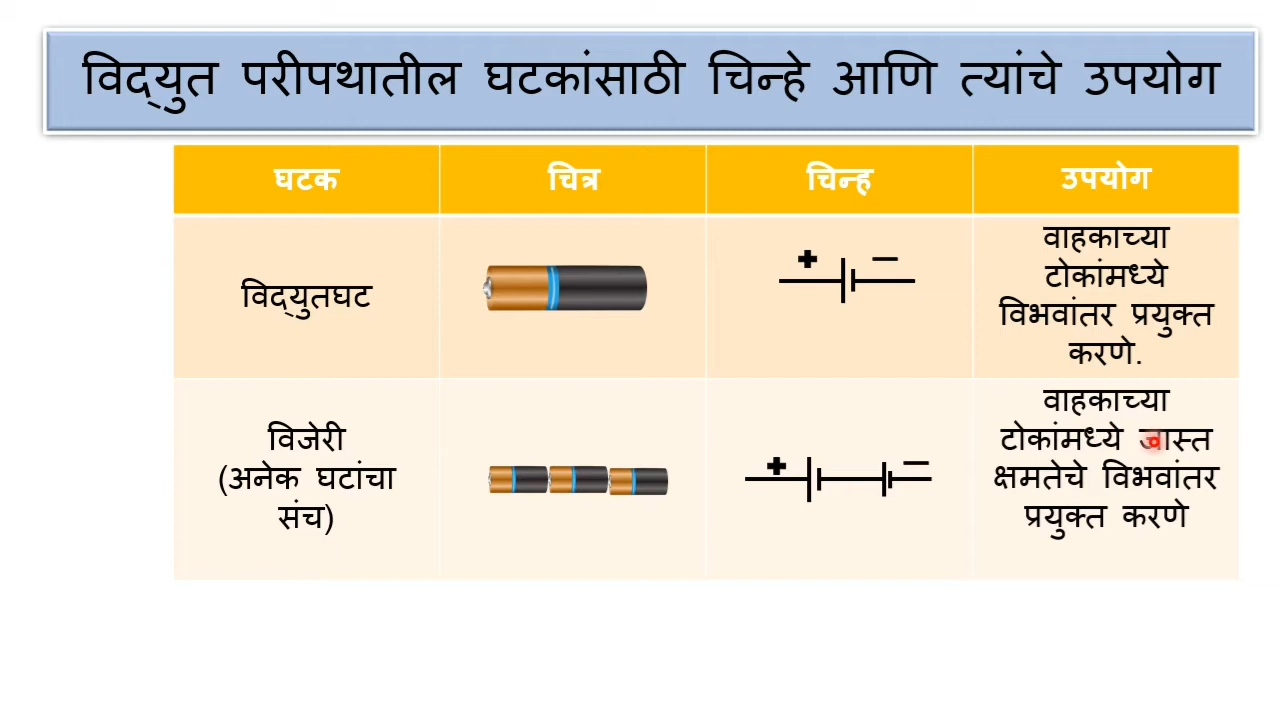 विद्युत परीपथातील घटकांसाठी चिन्हे आणि त्यांचे उपयोग
घटक चित्र चिन्ह उपयोग
विद्युतघट
+ −
वाहकाच्या
टोकांमध्ये
विभवांतर प्रयुक्त
करणे.
विजेरी
(अनेक घटांचा
संच)
+ −
वाहकाच्या
टोकांमध्ये जास्त
क्षमतेचे विभवांतर
प्रयुक्त करणे